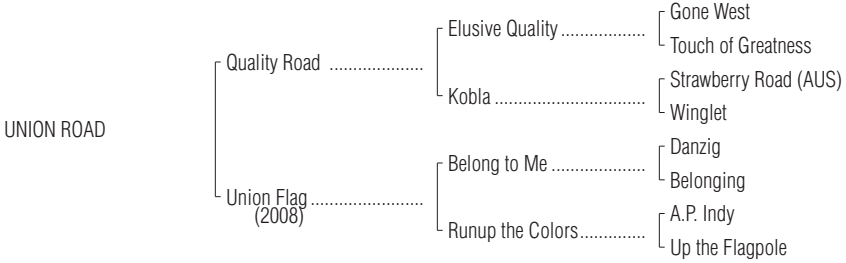 Gone West
Elusive Quality ...................
Touch of Greatness
Quality Road .....................
Strawberry Road (AUS)
Kobla .................................
Winglet
UNION ROAD
Danzig
Belong to Me .....................
Belonging
Union Flag .........................
(2008)
A.P. Indy
Runup the Colors..............
Up the Flagpole